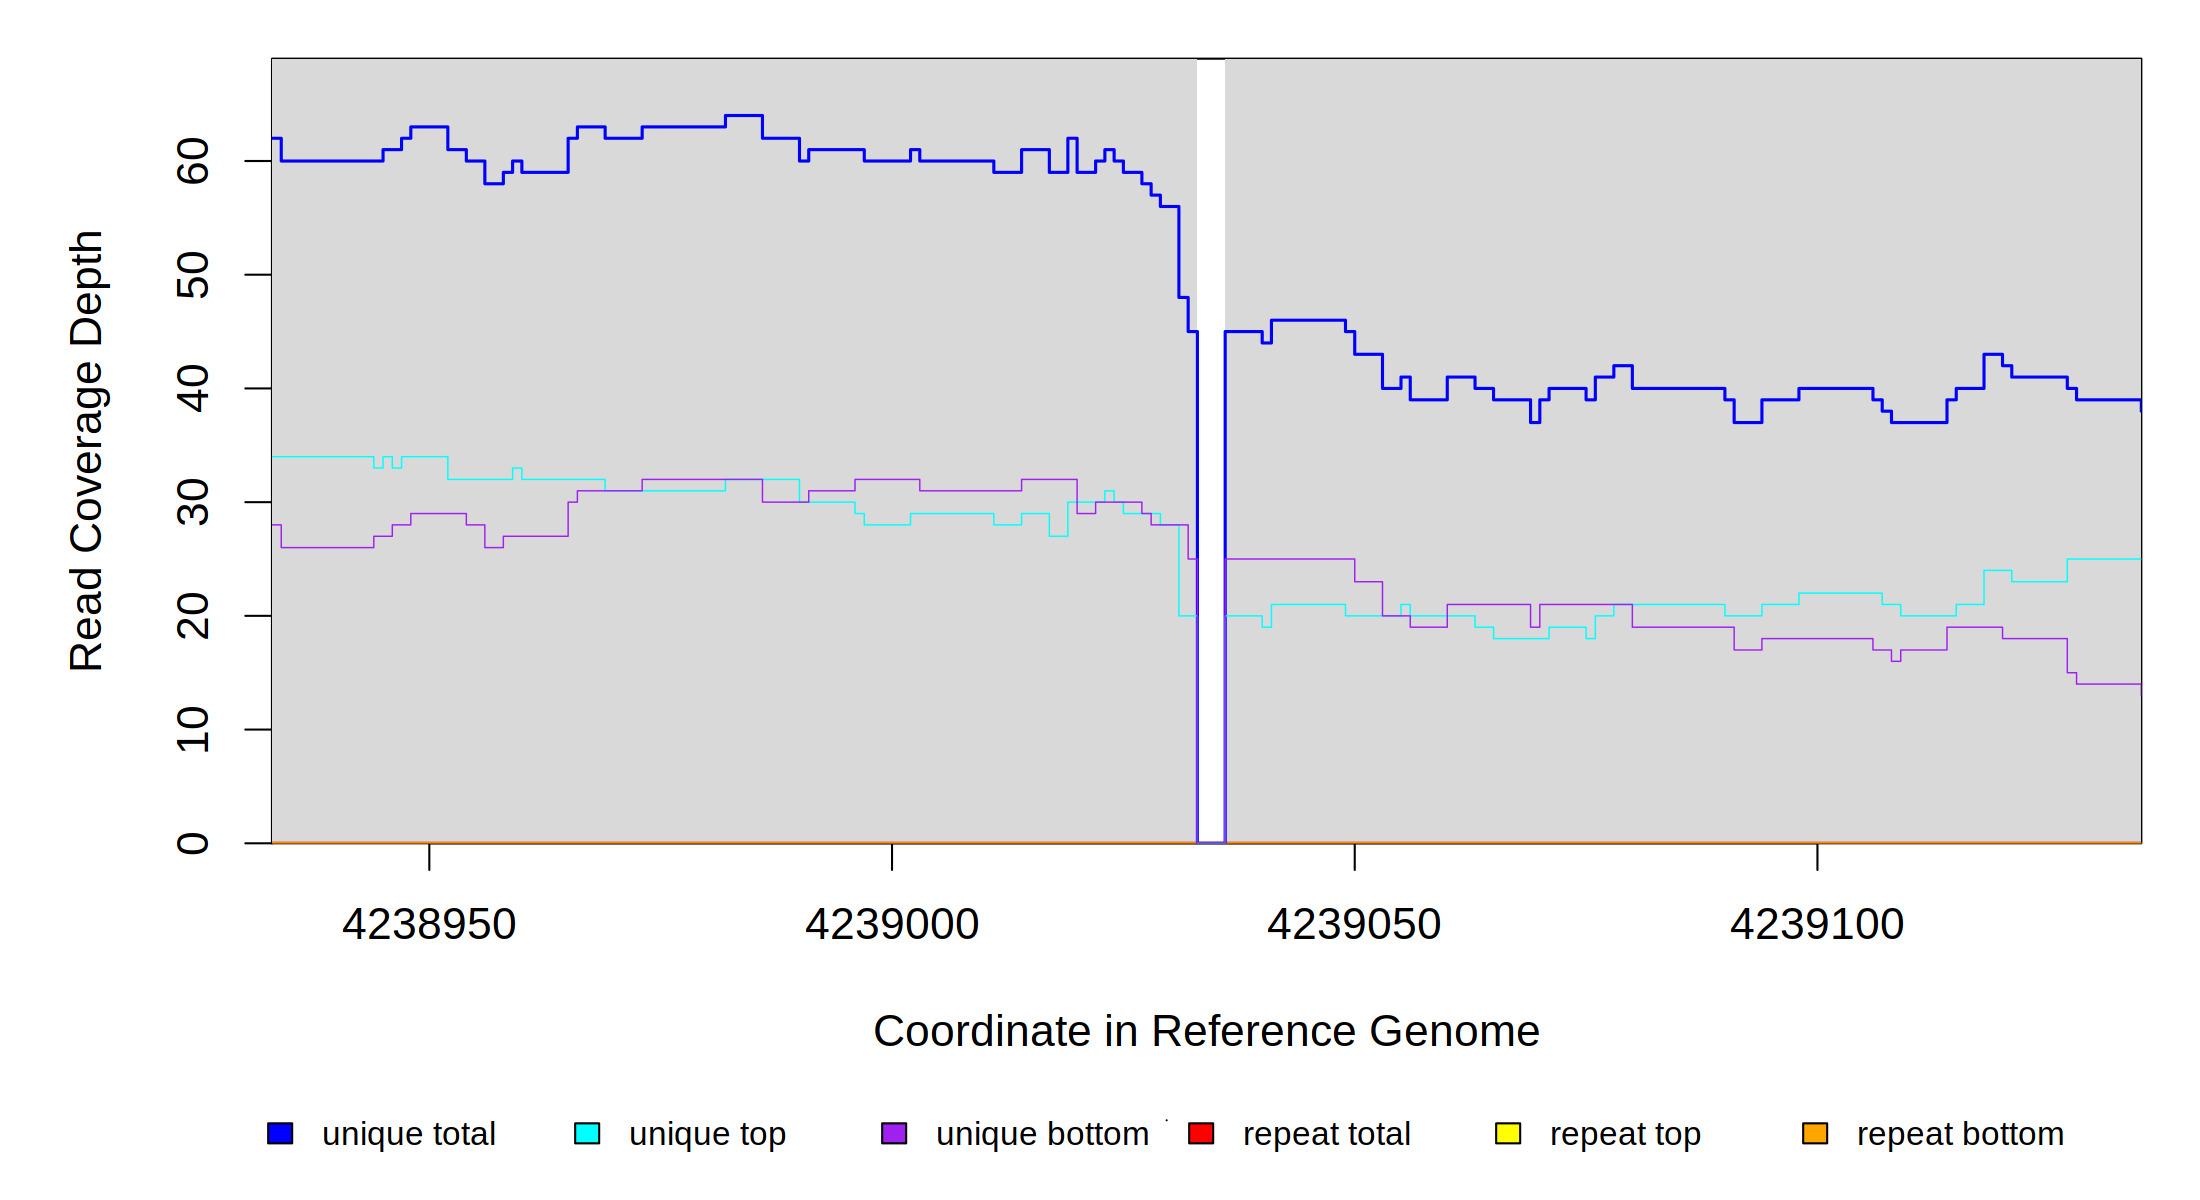 Read Coverage Depth
60
50
40
30
20
10
0
4238950 4239000 4239050 4239100
Coordinate in Reference Genome
unique total unique top unique bottom repeat total repeat top repeat bottom